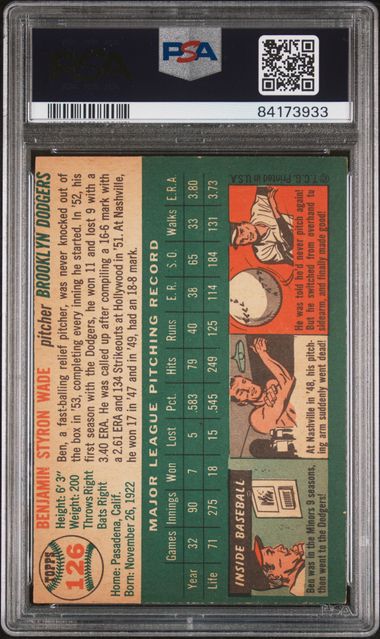 PSA
PSA
84173933
TOPPS
126
BENJAMIN STYRON WADE pitcher BROOKLYN DODGERS
Height: 6' 3"
Weight: 200
Throws Right
Bats Right
Home: Pasadena, Calif.
Born: November 26, 1922
Ben, a fast-balling relief pitcher, was never knocked out of
the box in '53, completing every inning he started. In '52, his
first season with the Dodgers, he won 11 and lost 9 with a
3.40 ERA. He was called up after compiling a 16-6 mark with
a 2.61 ERA and 134 Strikeouts at Hollywood in '51. At Nashville,
he won 17 in '47 and in '49, had an 18-8 mark.
MAJOR LEAGUE PITCHING RECORD
Games Innings Won Lost Pct. Hits Runs E.R. S.O. Walks E.R.A
Year 32 90 7 5 .583 79 40 38 65 33 3.80
Life 71 275 18 15 .545 249 125 114 184 131 3.73
INSIDE BASEBALL
Ben was in the Minors 9 seasons,
then went to the Dodgers!
At Nashville in '48, his pitch-
ing arm suddenly went dead!
He was told he'd never pitch again!
But he switched from overhand to
sidearm, and finally made good!
© T.C.G. Printed in U.S.A.
PSA